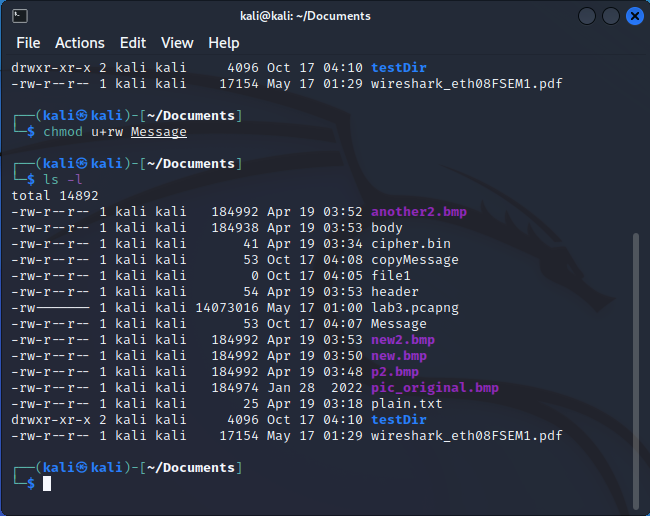 kali@kali: ~/Documents
File Actions Edit View Help
drwxr-xr-x 2 kali kali     4096 Oct 17 04:10 testDir
-rw-r--r-- 1 kali kali    17154 May 17 01:29 wireshark_eth08FSEM1.pdf
┌──(kali㉿kali)-[~/Documents]
└─$ chmod u+rw Message
┌──(kali㉿kali)-[~/Documents]
└─$ ls -l
total 14892
-rw-r--r-- 1 kali kali   184992 Apr 19 03:52 another2.bmp
-rw-r--r-- 1 kali kali   184938 Apr 19 03:53 body
-rw-r--r-- 1 kali kali       41 Apr 19 03:34 cipher.bin
-rw-r--r-- 1 kali kali       53 Oct 17 04:08 copyMessage
-rw-r--r-- 1 kali kali        0 Oct 17 04:05 file1
-rw-r--r-- 1 kali kali       54 Apr 19 03:53 header
-rw------- 1 kali kali 14073016 May 17 01:00 lab3.pcapng
-rw-r--r-- 1 kali kali       53 Oct 17 04:07 Message
-rw-r--r-- 1 kali kali   184992 Apr 19 03:53 new2.bmp
-rw-r--r-- 1 kali kali   184992 Apr 19 03:50 new.bmp
-rw-r--r-- 1 kali kali   184992 Apr 19 03:48 p2.bmp
-rw-r--r-- 1 kali kali   184974 Jan 28  2022 pic_original.bmp
-rw-r--r-- 1 kali kali       25 Apr 19 03:18 plain.txt
drwxr-xr-x 2 kali kali     4096 Oct 17 04:10 testDir
-rw-r--r-- 1 kali kali    17154 May 17 01:29 wireshark_eth08FSEM1.pdf
┌──(kali㉿kali)-[~/Documents]
└─$